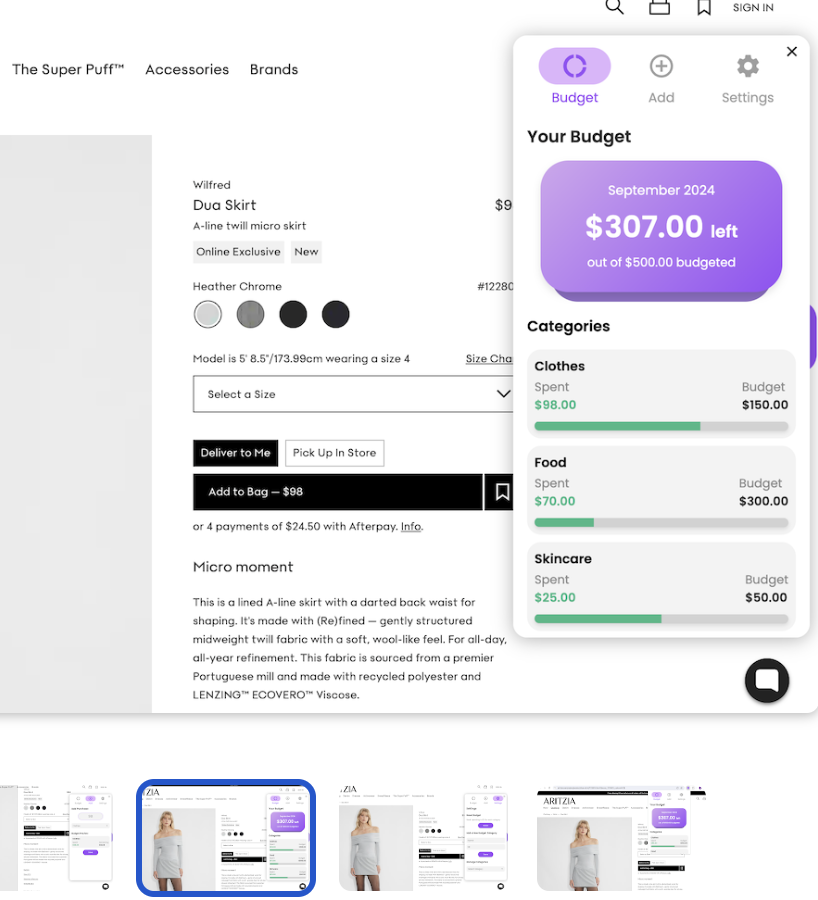 SIGN IN
The Super Puff™ Accessories Brands
Wilfred
Dua Skirt $9
A-line twill micro skirt
Online Exclusive New
Heather Chrome #12280
Model is 5' 8.5"/173.99cm wearing a size 4 Size Cha
Select a Size
Deliver to Me Pick Up In Store
Add to Bag — $98
or 4 payments of $24.50 with Afterpay. Info.
Micro moment
This is a lined A-line skirt with a darted back waist for
shaping. It's made with (Re)fined — gently structured
midweight twill fabric with a soft, wool-like feel. For all-day,
all-year refinement. This fabric is sourced from a premier
Portuguese mill and made with recycled polyester and
LENZING™ ECOVERO™ Viscose.
Budget Add Settings
Your Budget
September 2024
$307.00 left
out of $500.00 budgeted
Categories
Clothes
Spent Budget
$98.00 $150.00
Food
Spent Budget
$70.00 $300.00
Skincare
Spent Budget
$25.00 $50.00
ARITZIA